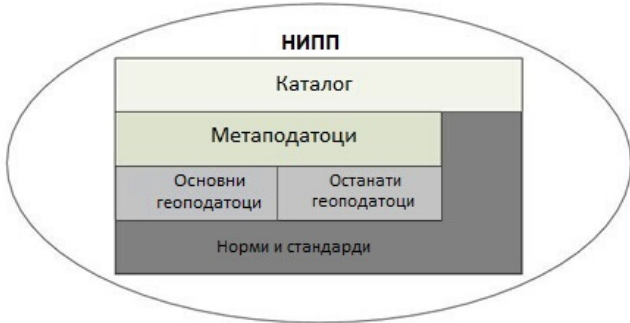 НИПП
Каталог
Метаподатоци
Основни
геоподатоци
Останати
геоподатоци
Норми и стандарди